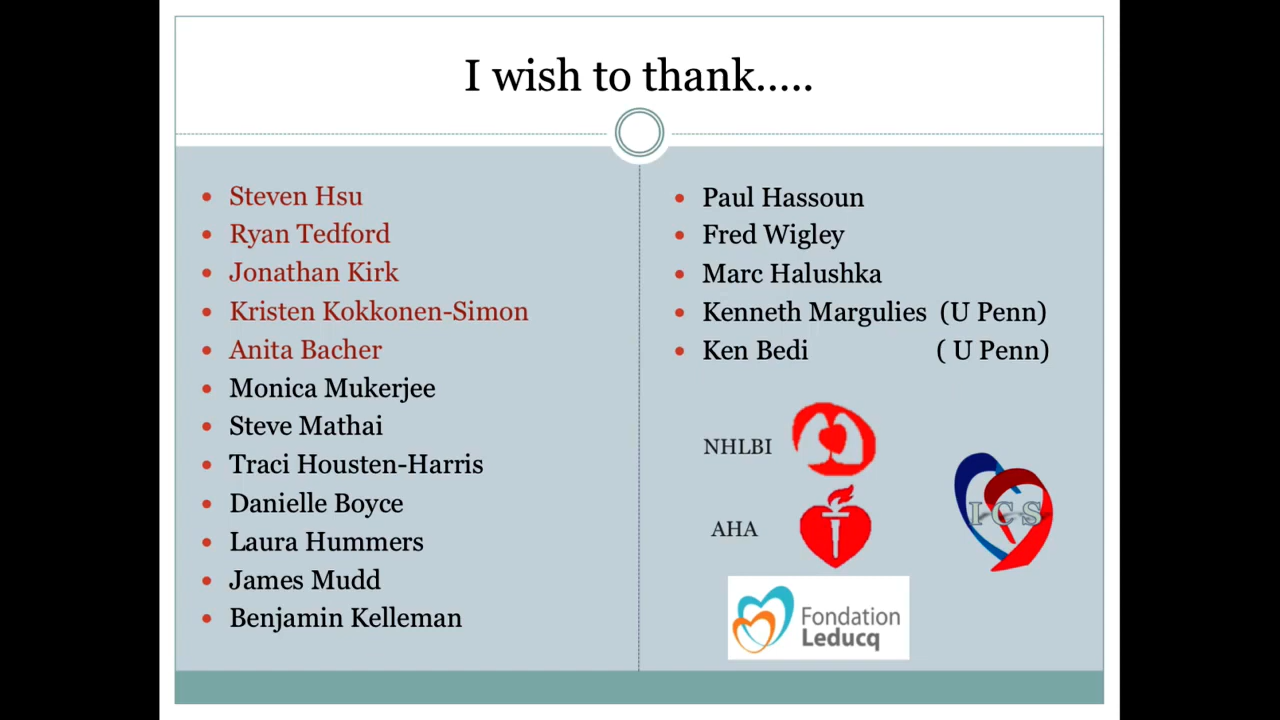 I wish to thank.....
• Steven Hsu
• Ryan Tedford
• Jonathan Kirk
• Kristen Kokkonen-Simon
• Anita Bacher
• Monica Mukerjee
• Steve Mathai
• Traci Housten-Harris
• Danielle Boyce
• Laura Hummers
• James Mudd
• Benjamin Kelleman
• Paul Hassoun
• Fred Wigley
• Marc Halushka
• Kenneth Margulies (U Penn)
• Ken Bedi ( U Penn)
NHLBI
AHA
ICS
Fondation
Leducq